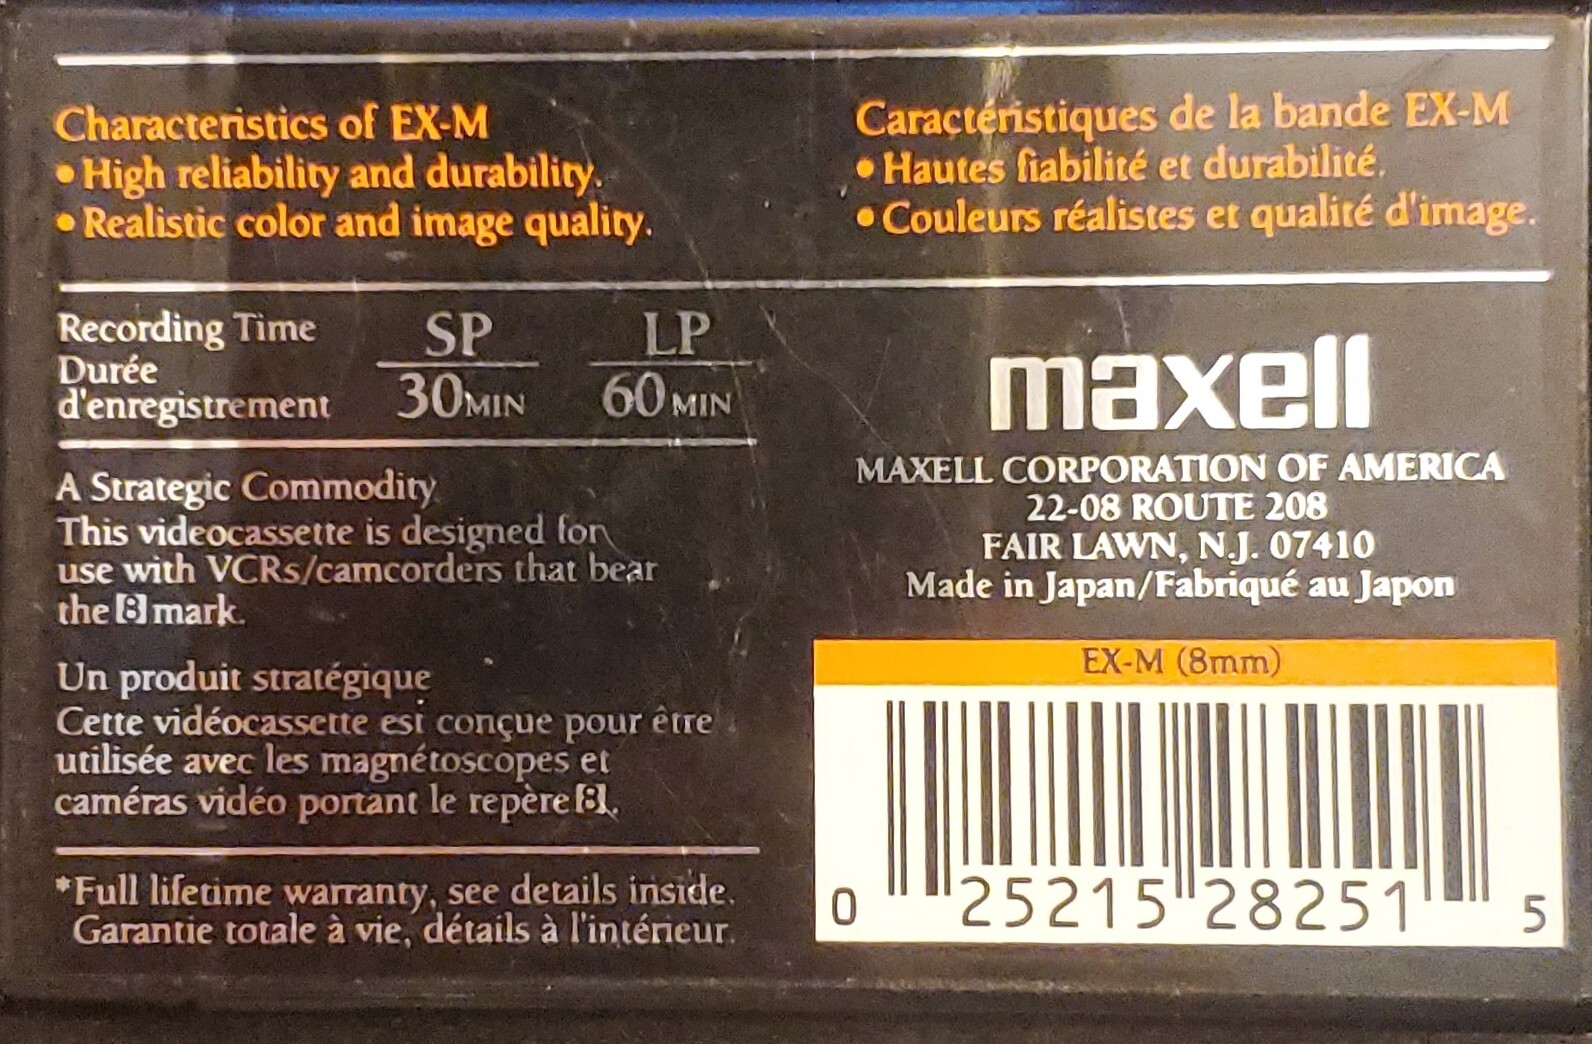 Characteristics of EX-M
• High reliability and durability.
• Realistic color and image quality.
Caractéristiques de la bande EX-M
• Hautes fiabilité et durabilité.
• Couleurs réalistes et qualité d'image.
Recording Time
Durée
d'enregistrement
SP
30MIN
LP
60MIN
A Strategic Commodity
This videocassette is designed for
use with VCRs/camcorders that bear
the 8 mark.
Un produit stratégique
Cette vidéocassette est conçue pour être
utilisée avec les magnétoscopes et
caméras vidéo portant le repère 8.
*Full lifetime warranty, see details inside.
Garantie totale à vie, détails à l'intérieur.
maxell
MAXELL CORPORATION OF AMERICA
22-08 ROUTE 208
FAIR LAWN, N.J. 07410
Made in Japan/Fabriqué au Japon
EX-M (8mm)
0 25215 28251 5